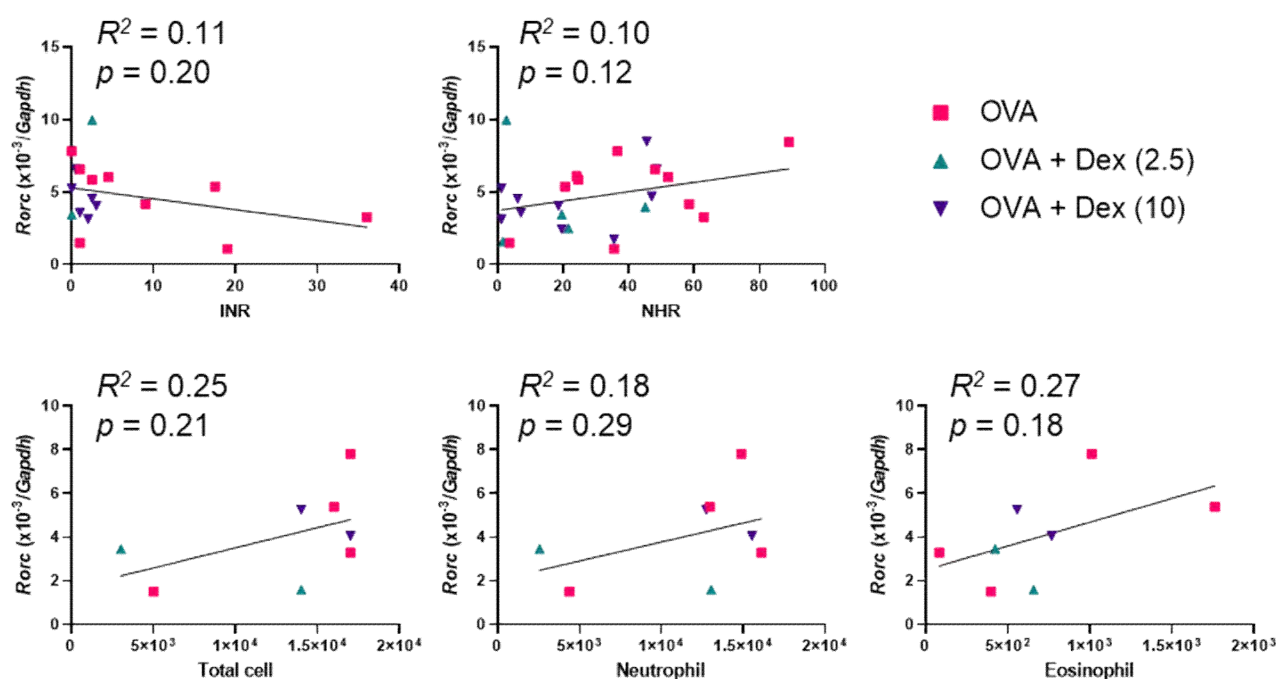 R² = 0.11
p = 0.20
Rorc (x10⁻³/Gapdh)
15
10
5
0
0 10 20 30 40
INR
R² = 0.10
p = 0.12
Rorc (x10⁻³/Gapdh)
15
10
5
0
0 20 40 60 80 100
NHR
OVA
OVA + Dex (2.5)
OVA + Dex (10)
R² = 0.25
p = 0.21
Rorc (x10⁻³/Gapdh)
10
8
6
4
2
0
0 5×10³ 1×10⁴ 1.5×10⁴ 2×10⁴
Total cell
R² = 0.18
p = 0.29
Rorc (x10⁻³/Gapdh)
10
8
6
4
2
0
0 5×10³ 1×10⁴ 1.5×10⁴ 2×10⁴
Neutrophil
R² = 0.27
p = 0.18
Rorc (x10⁻³/Gapdh)
10
8
6
4
2
0
0 5×10² 1×10³ 1.5×10³ 2×10³
Eosinophil